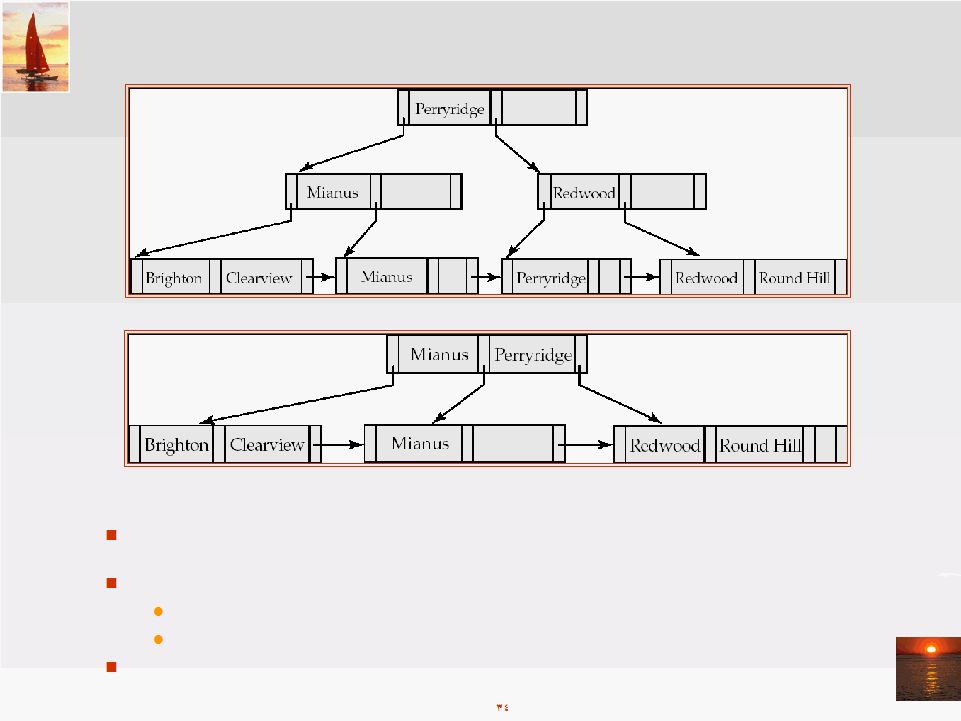 Perryridge
Mianus Redwood
Brighton Clearview Mianus Perryridge Redwood Round Hill
Mianus Perryridge
Brighton Clearview Mianus Redwood Round Hill
٣٤